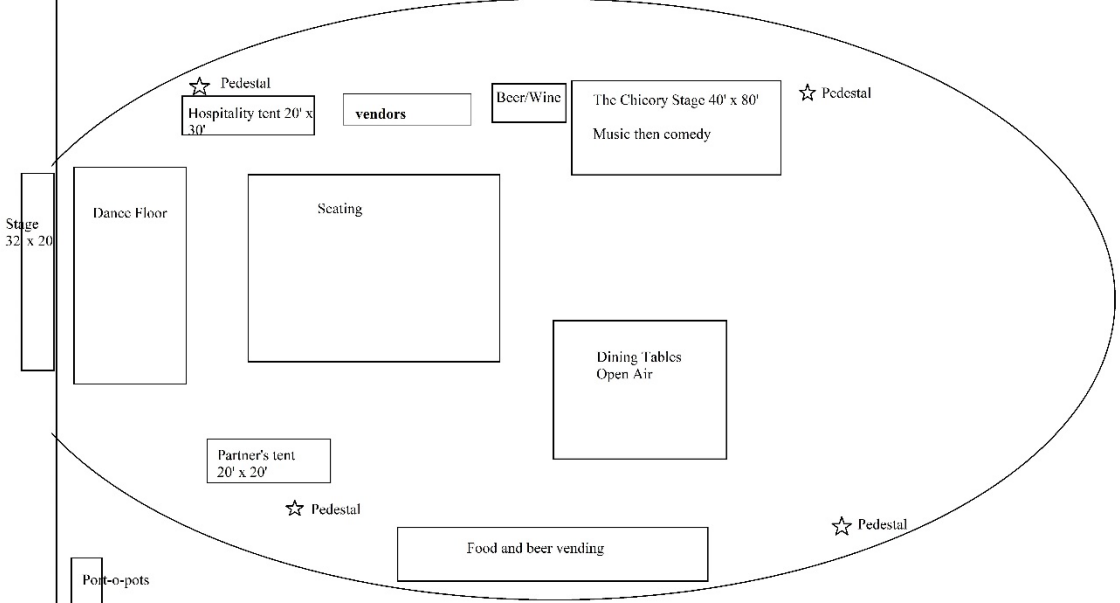 Pedestal
Hospitality tent 20' x
30'
vendors
Beer/Wine
The Chicory Stage 40' x 80'
Music then comedy
Pedestal
Stage
32 x 20
Dance Floor
Seating
Dining Tables
Open Air
Partner's tent
20' x 20'
Pedestal
Pedestal
Food and beer vending
Port-o-pots